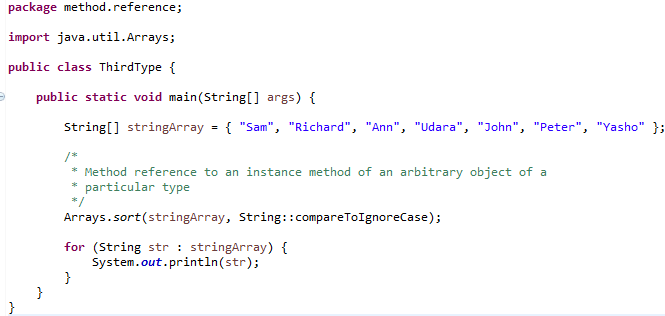 package method.reference;
import java.util.Arrays;
public class ThirdType {
public static void main(String[] args) {
String[] stringArray = { "Sam", "Richard", "Ann", "Udara", "John", "Peter", "Yasho" };
/*
* Method reference to an instance method of an arbitrary object of a
* particular type
*/
Arrays.sort(stringArray, String::compareToIgnoreCase);
for (String str : stringArray) {
System.out.println(str);
}
}
}